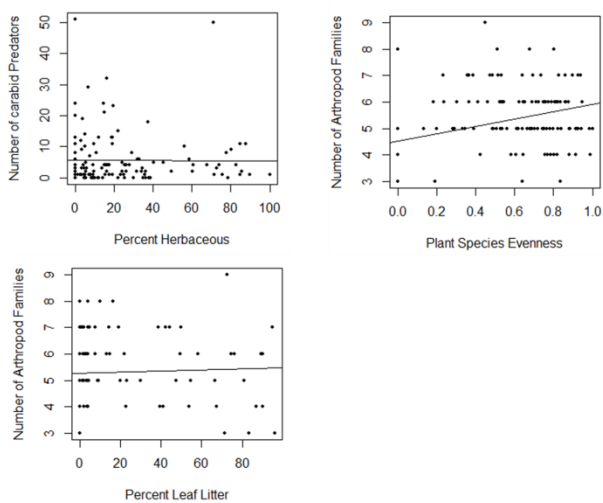 Number of carabid Predators
50
40
30
20
10
0
0 20 40 60 80 100
Percent Herbaceous
Number of Arthropod Families
9
8
7
6
5
4
3
0.0 0.2 0.4 0.6 0.8 1.0
Plant Species Evenness
Number of Arthropod Families
9
8
7
6
5
4
3
0 20 40 60 80
Percent Leaf Litter